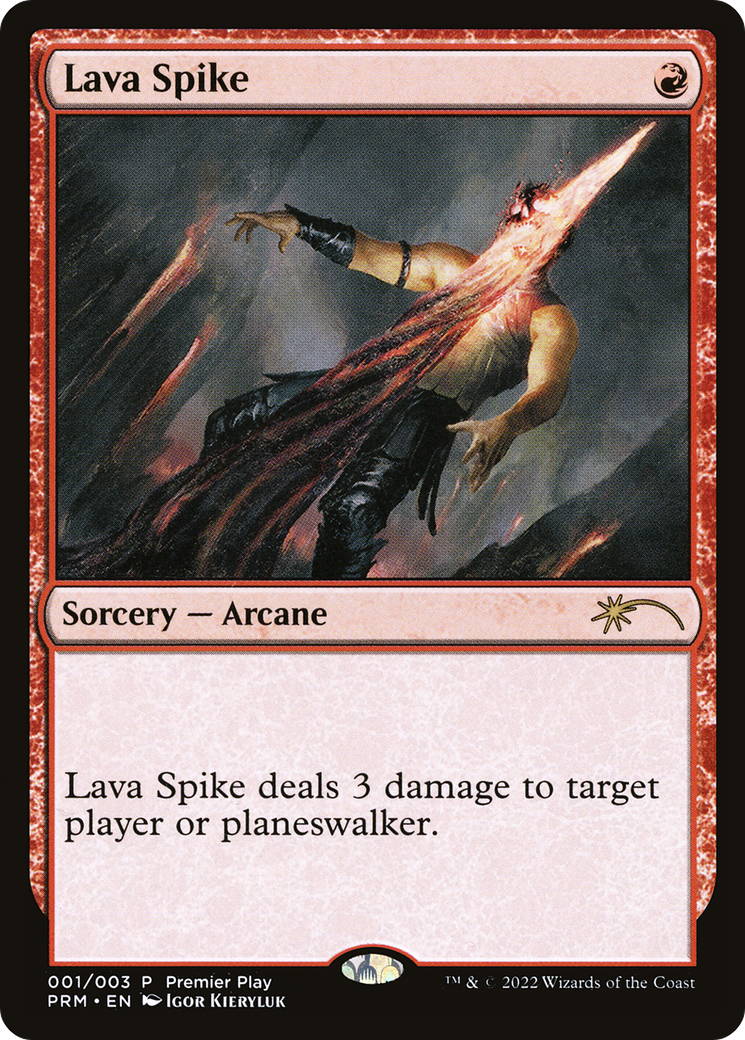 Lava Spike
Sorcery — Arcane
Lava Spike deals 3 damage to target
player or planeswalker.
001/003 P Premier Play
PRM • EN Igor Kieryluk
™ & © 2022 Wizards of the Coast